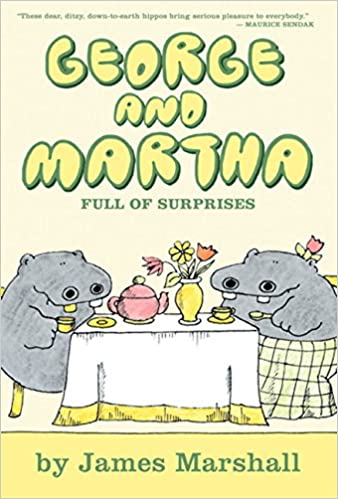 "These dear, ditzy, down-to-earth hippos bring serious pleasure to everybody."
— MAURICE SENDAK
GEORGE
AND
MARTHA
FULL OF SURPRISES
by James Marshall